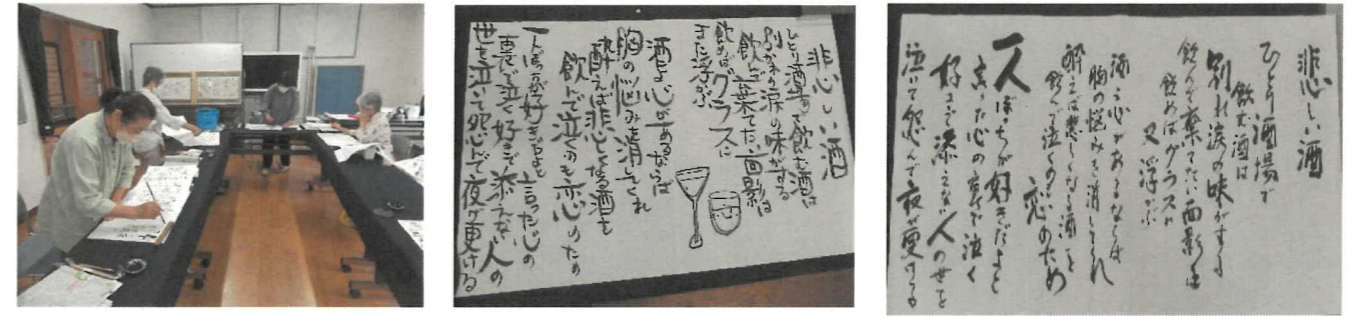 悲しい酒
ひとり酒場で飲む酒は
別れ涙の味がする
飲んで棄てたい面影は
飲めばグラスに
また浮かぶ
酒よ心があるならば
胸の悩みを消してくれ
酔えば悲しくなる酒を
飲んで泣くのも恋のため
一人ぼっちが好きだよと言った心の
裏で泣く好きで添えない人の
世を泣いて怨んで夜が更ける
悲しい酒
ひとり酒場で
飲む酒は
別れ涙の味がする
飲んで棄てたい面影は
飲めばグラスに
又浮かぶ
酒よ心があるならば
胸の悩みを消してくれ
酔えば悲しくなる酒を
飲んで泣くのも恋のため
一人ぼっちが好きだよと
言った心の裏で泣く
好きで添えない人の世を
泣いて怨んで夜が更ける